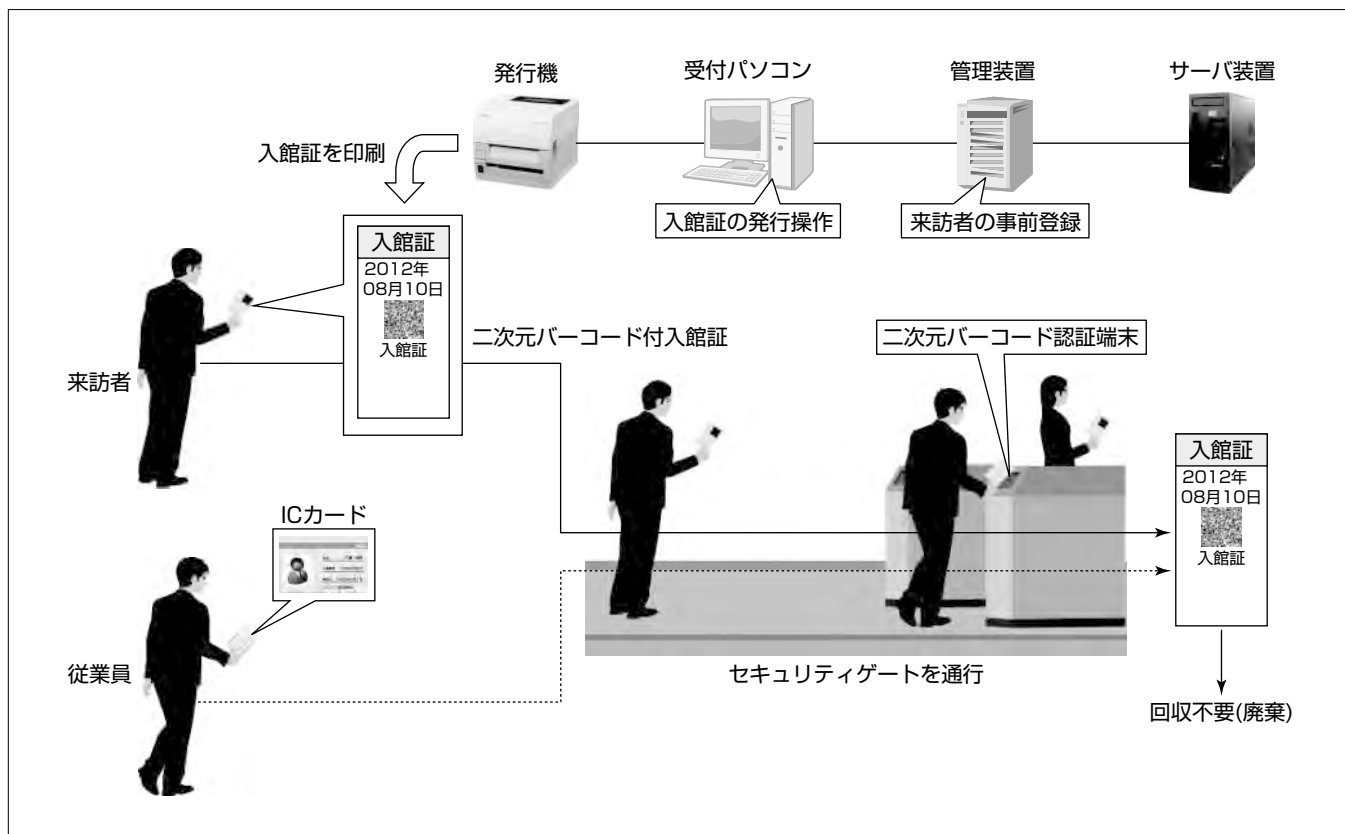 発行機
受付パソコン
管理装置
サーバ装置
入館証を印刷
入館証の発行操作
来訪者の事前登録
入館証
2012年
08月10日
入館証
二次元バーコード付入館証
二次元バーコード認証端末
来訪者
入館証
2012年
08月10日
入館証
ICカード
従業員
セキュリティゲートを通行
回収不要(廃棄)